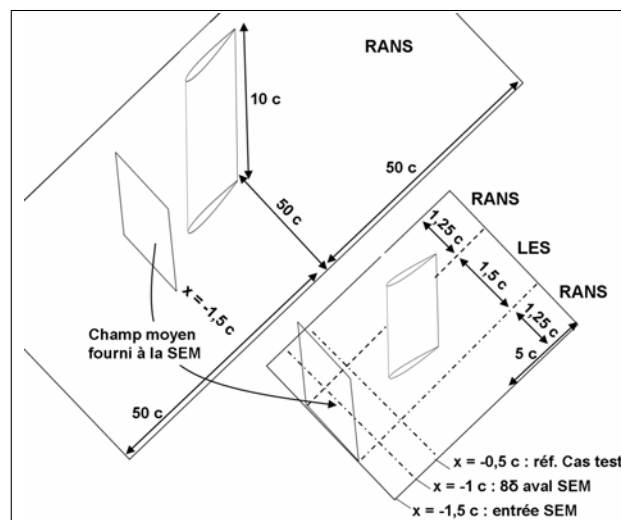 RANS
10 c
50 c
50 c
x = -1,5 c
Champ moyen
fourni à la SEM
50 c
RANS
1,25 c
LES
1,5 c
RANS
1,25 c
5 c
x = -0,5 c : réf. Cas test
x = -1 c : 8δ aval SEM
x = -1,5 c : entrée SEM